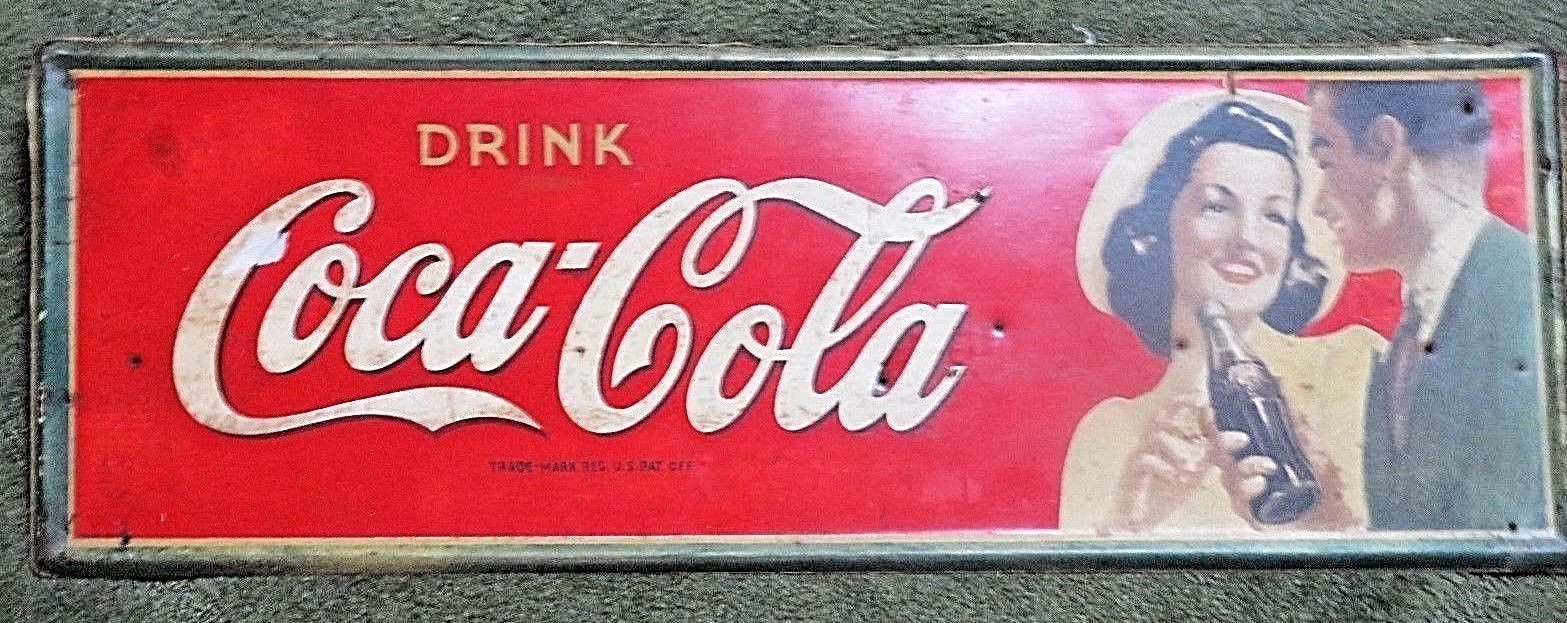 DRINK
Coca-Cola
TRADE-MARK REG. U.S. PAT. OFF.